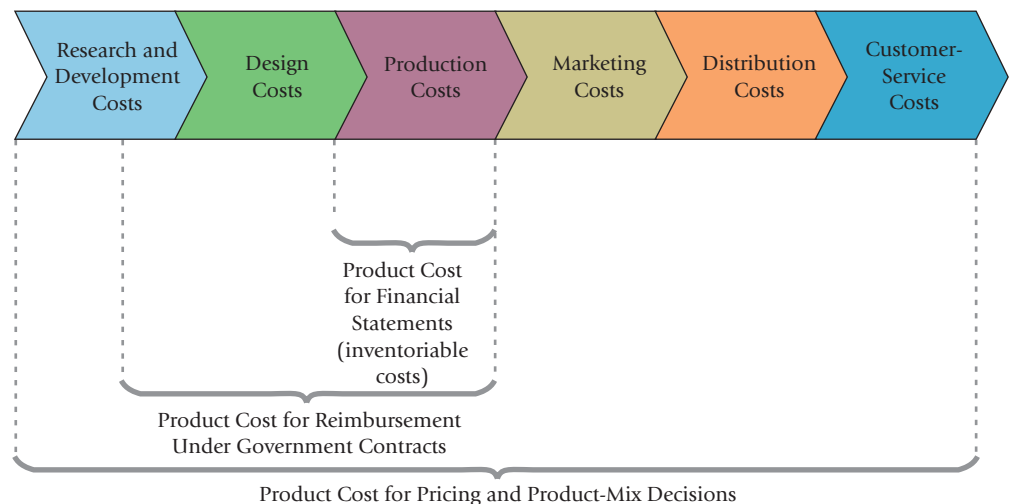 Research and
Development
Costs
Design
Costs
Production
Costs
Marketing
Costs
Distribution
Costs
Customer-
Service
Costs
Product Cost
for Financial
Statements
(inventoriable
costs)
Product Cost for Reimbursement
Under Government Contracts
Product Cost for Pricing and Product-Mix Decisions